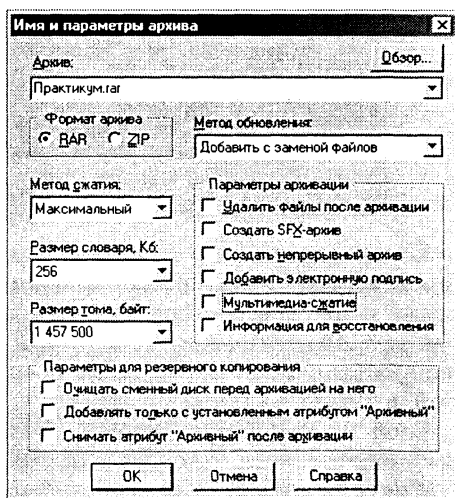 Имя и параметры архива
Архив:
Обзор...
Практикум.rar
Формат архива
RAR ZIP
Метод обновления:
Добавить с заменой файлов
Метод сжатия:
Максимальный
Размер словаря, Кб:
256
Размер тома, байт:
1 457 500
Параметры архивации
Удалить файлы после архивации
Создать SFX-архив
Создать непрерывный архив
Добавить электронную подпись
Мультимедиа-сжатие
Информация для восстановления
Параметры для резервного копирования
Очищать сменный диск перед архивацией на него
Добавлять только с установленным атрибутом "Архивный"
Снимать атрибут "Архивный" после архивации
OK Отмена Справка